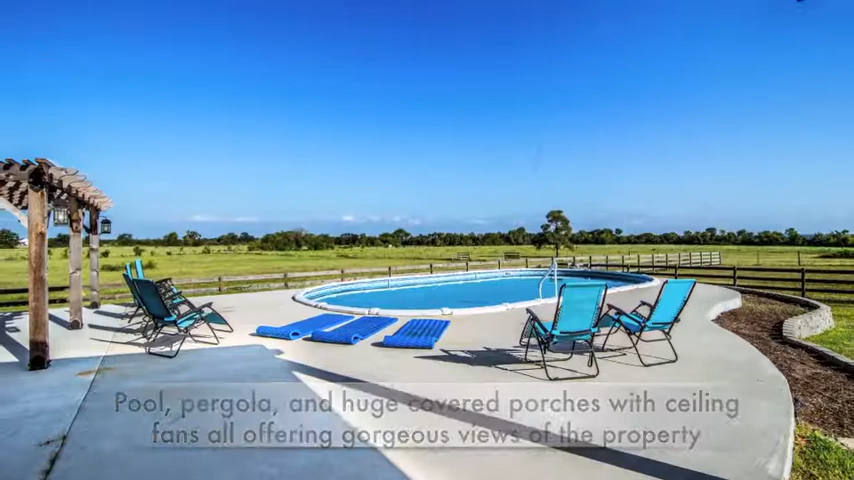 Pool, pergola, and huge covered porches with ceiling
fans all offering gorgeous views of the property